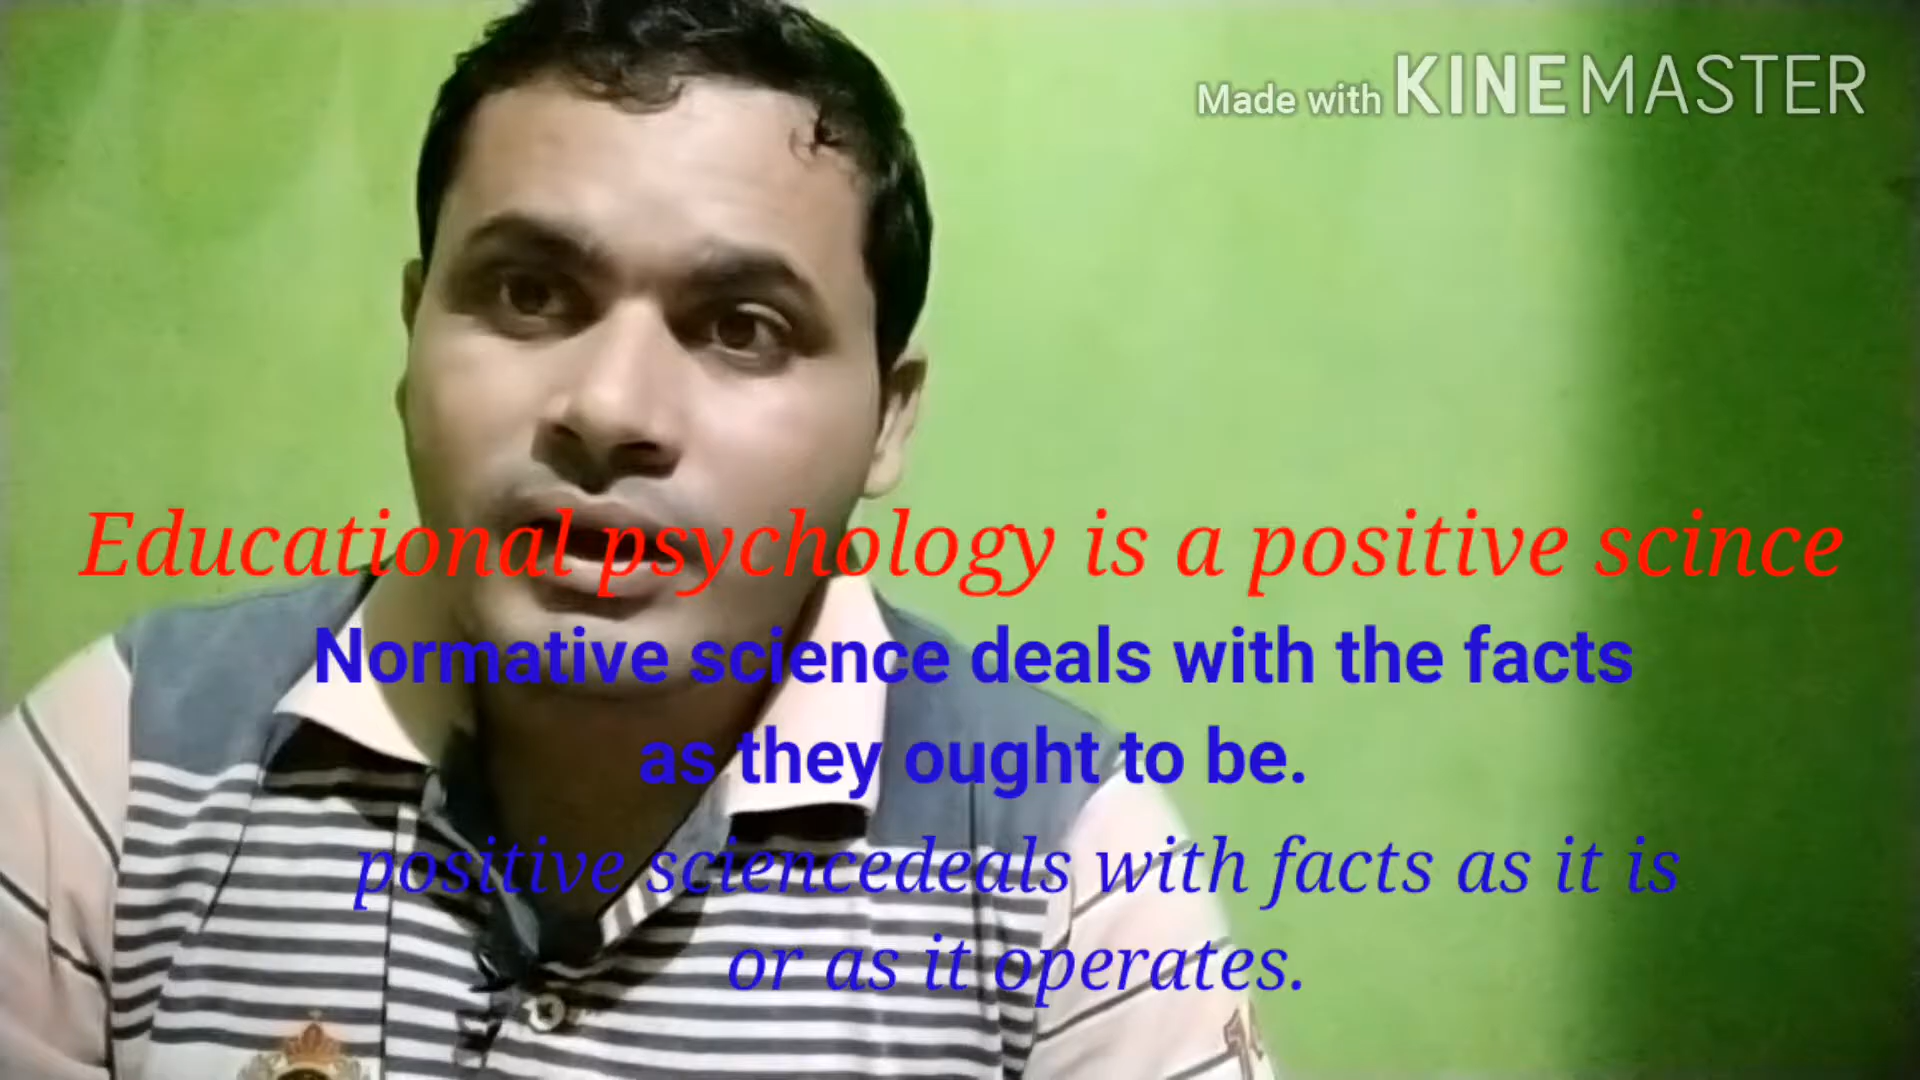 Made with KINEMASTER
Educational psychology is a positive scince
Normative science deals with the facts
as they ought to be.
positive sciencedeals with facts as it is
or as it operates.